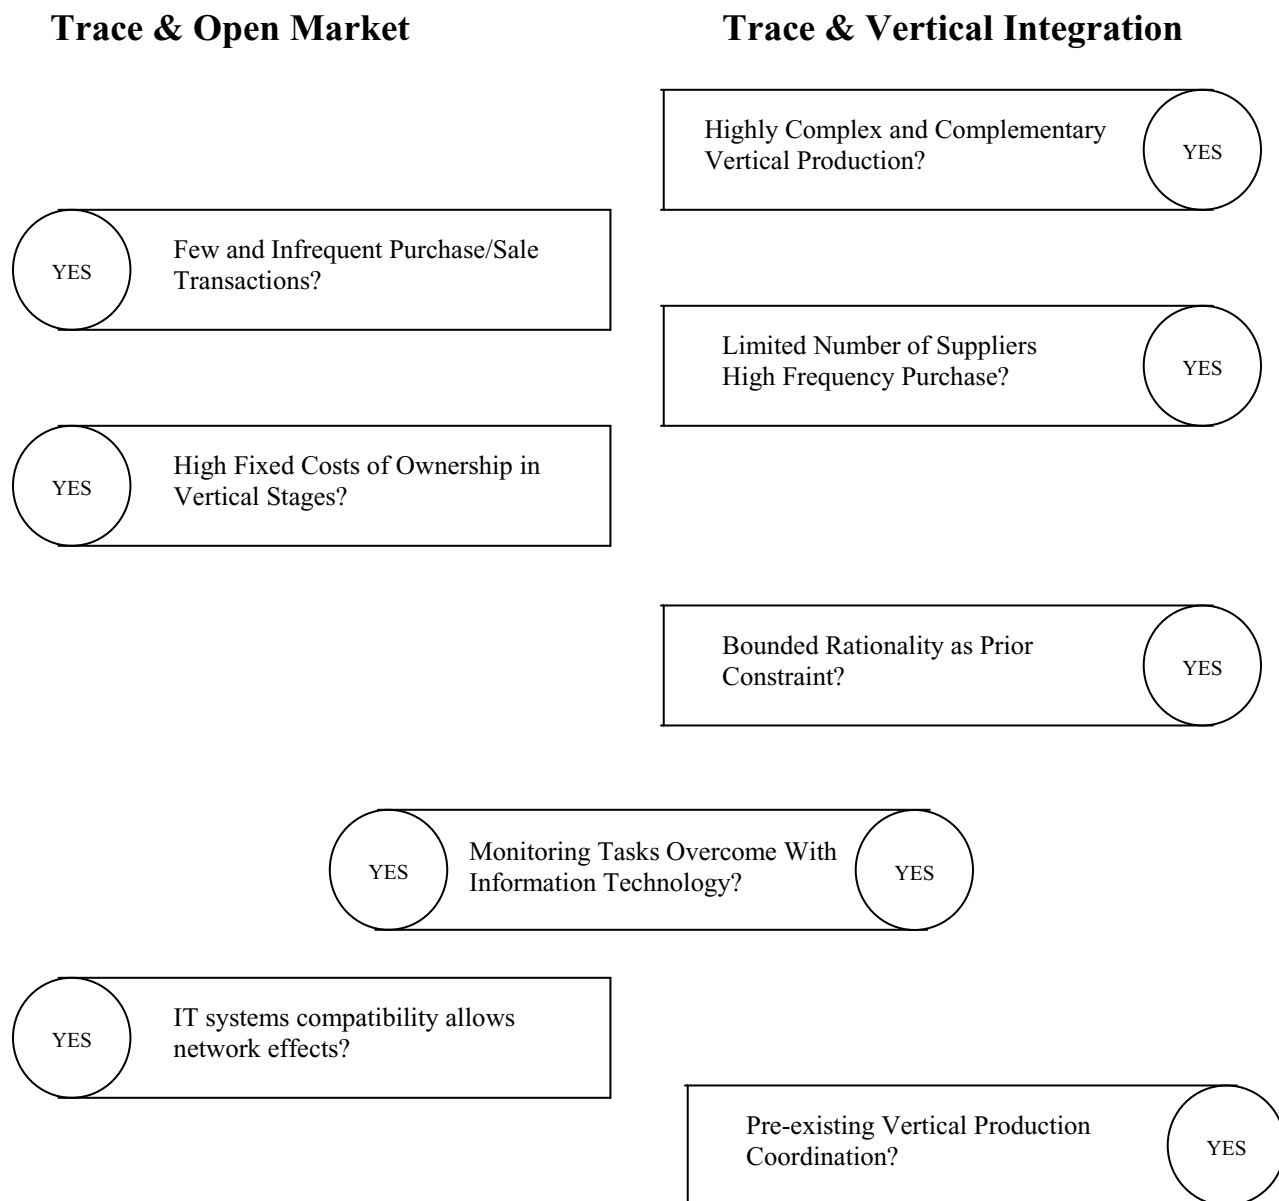 Trace & Open Market
Trace & Vertical Integration
Highly Complex and Complementary
Vertical Production?
YES
YES
Few and Infrequent Purchase/Sale
Transactions?
Limited Number of Suppliers
High Frequency Purchase?
YES
YES
High Fixed Costs of Ownership in
Vertical Stages?
Bounded Rationality as Prior
Constraint?
YES
YES
Monitoring Tasks Overcome With
Information Technology?
YES
YES
IT systems compatibility allows
network effects?
Pre-existing Vertical Production
Coordination?
YES